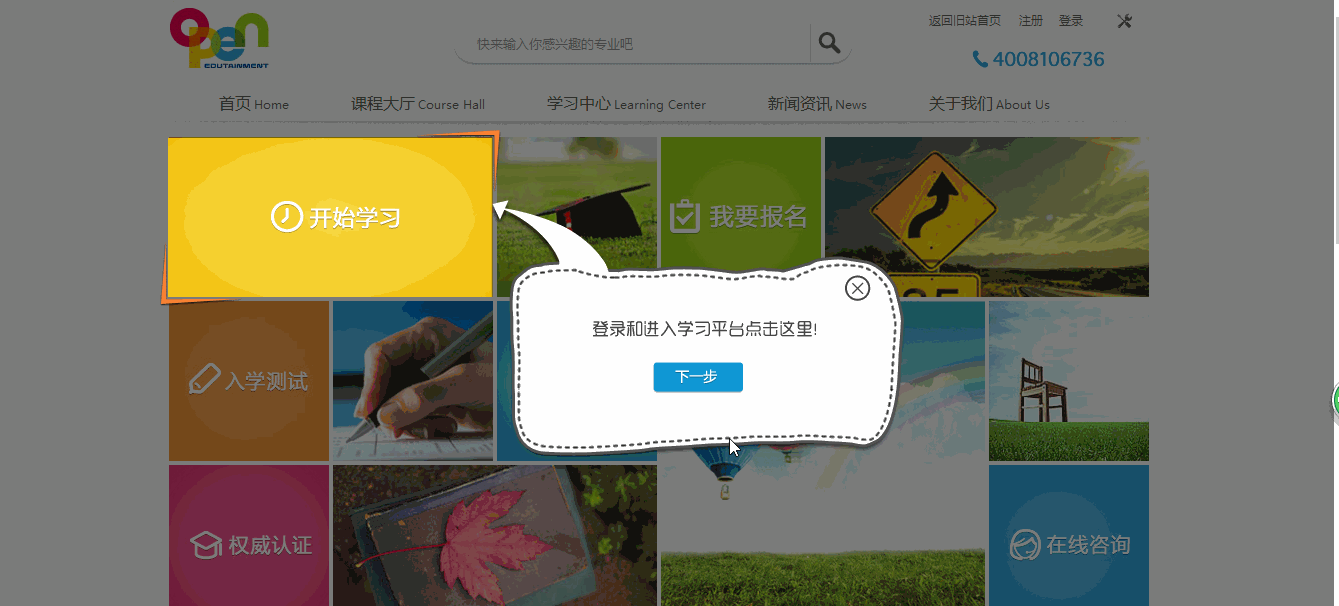 open
EDUTAINMENT
快来输入你感兴趣的专业吧
返回旧站首页 注册 登录
4008106736
首页 Home 课程大厅 Course Hall 学习中心 Learning Center 新闻资讯 News 关于我们 About Us
开始学习
我要报名
登录和进入学习平台点击这里!
下一步
入学测试
权威认证
在线咨询